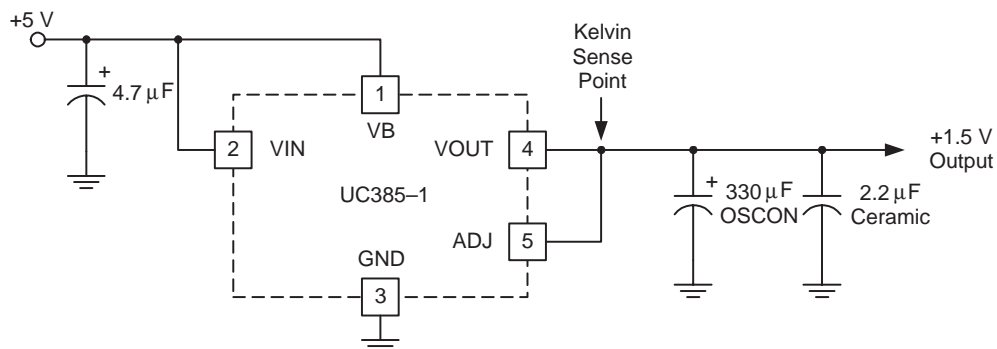 +5 V
+
4.7 µF
1
VB
2
VIN
UC385–1
VOUT
4
ADJ
5
GND
3
Kelvin
Sense
Point
+1.5 V
Output
+
330 µF
OSCON
2.2 µF
Ceramic